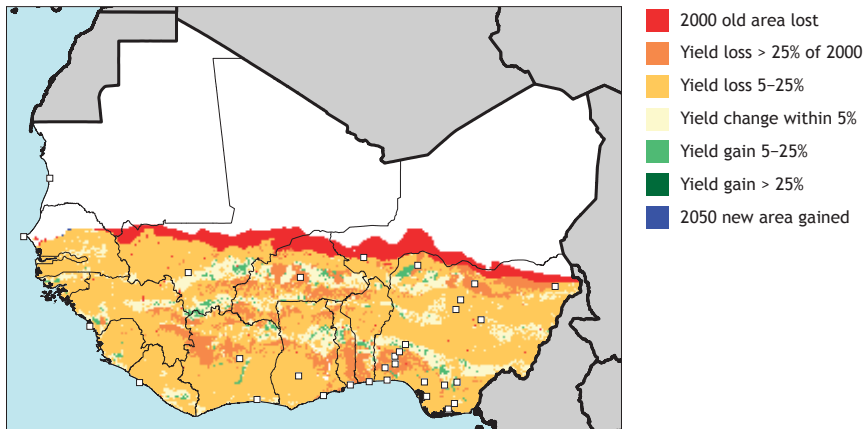 2000 old area lost
Yield loss > 25% of 2000
Yield loss 5–25%
Yield change within 5%
Yield gain 5–25%
Yield gain > 25%
2050 new area gained